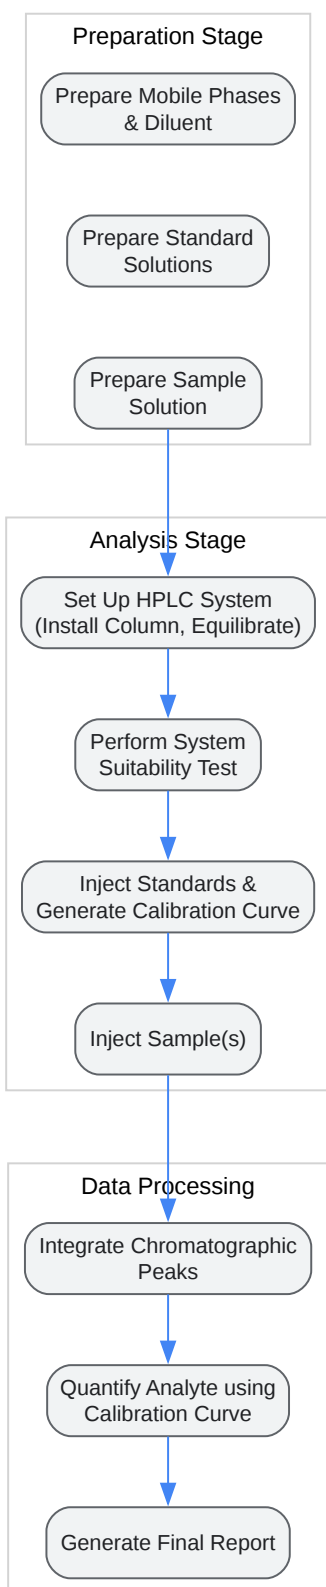 Preparation Stage
Prepare Mobile Phases
& Diluent
Prepare Standard
Solutions
Prepare Sample
Solution
Analysis Stage
Set Up HPLC System
(Install Column, Equilibrate)
Perform System
Suitability Test
Inject Standards &
Generate Calibration Curve
Inject Sample(s)
Data Processing
Integrate Chromatographic
Peaks
Quantify Analyte using
Calibration Curve
Generate Final Report